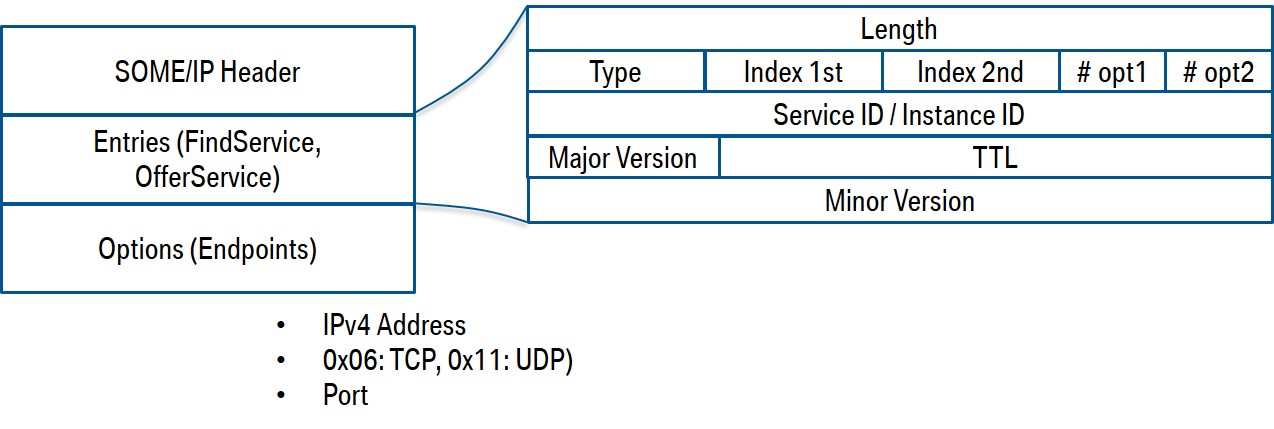 SOME/IP Header
Entries (FindService,
OfferService)
Options (Endpoints)
Length
Type Index 1st Index 2nd # opt1 # opt2
Service ID / Instance ID
Major Version TTL
Minor Version
• IPv4 Address
• 0x06: TCP, 0x11: UDP)
• Port